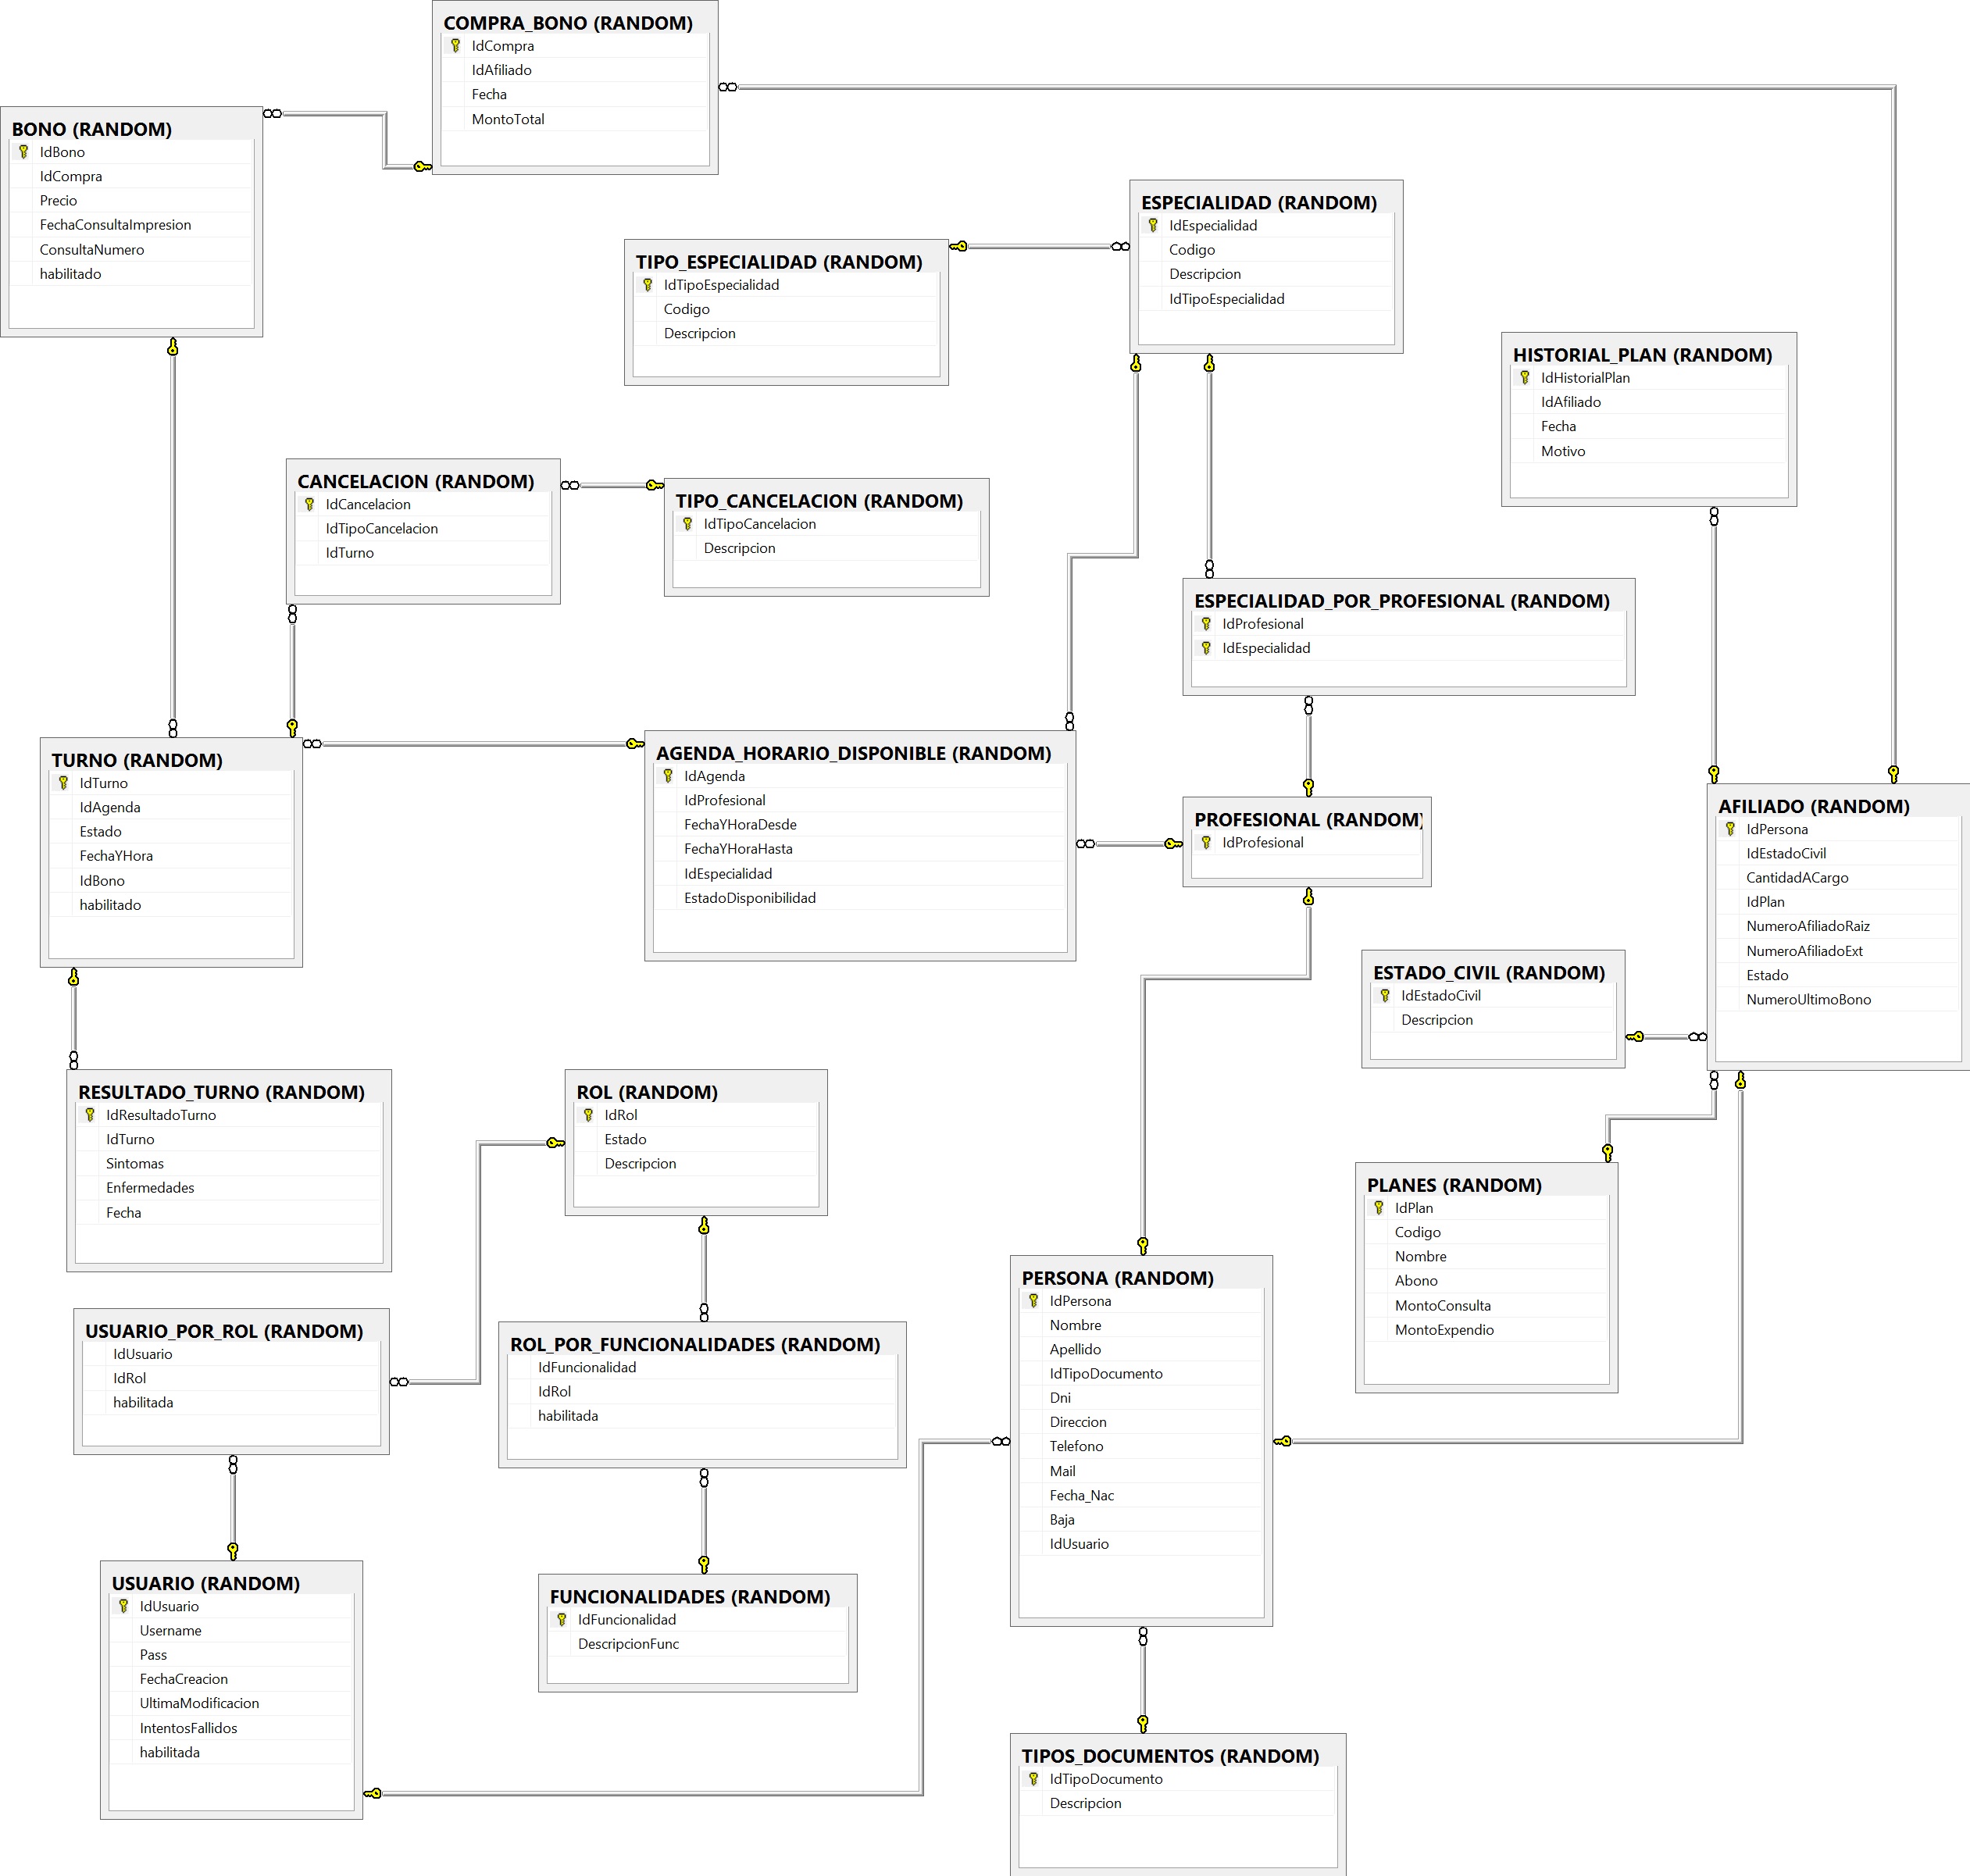 COMPRA_BONO (RANDOM)
IdCompra
IdAfiliado
Fecha
MontoTotal
BONO (RANDOM)
IdBono
IdCompra
Precio
FechaConsultaImpresion
ConsultaNumero
habilitado
ESPECIALIDAD (RANDOM)
IdEspecialidad
Codigo
Descripcion
IdTipoEspecialidad
TIPO_ESPECIALIDAD (RANDOM)
IdTipoEspecialidad
Codigo
Descripcion
HISTORIAL_PLAN (RANDOM)
IdHistorialPlan
IdAfiliado
Fecha
Motivo
CANCELACION (RANDOM)
IdCancelacion
IdTipoCancelacion
IdTurno
TIPO_CANCELACION (RANDOM)
IdTipoCancelacion
Descripcion
ESPECIALIDAD_POR_PROFESIONAL (RANDOM)
IdProfesional
IdEspecialidad
TURNO (RANDOM)
IdTurno
IdAgenda
Estado
FechaYHora
IdBono
habilitado
AGENDA_HORARIO_DISPONIBLE (RANDOM)
IdAgenda
IdProfesional
FechaYHoraDesde
FechaYHoraHasta
IdEspecialidad
EstadoDisponibilidad
PROFESIONAL (RANDOM)
IdProfesional
AFILIADO (RANDOM)
IdPersona
IdEstadoCivil
CantidadACargo
IdPlan
NumeroAfiliadoRaiz
NumeroAfiliadoExt
Estado
NumeroUltimoBono
ESTADO_CIVIL (RANDOM)
IdEstadoCivil
Descripcion
RESULTADO_TURNO (RANDOM)
IdResultadoTurno
IdTurno
Sintomas
Enfermedades
Fecha
ROL (RANDOM)
IdRol
Estado
Descripcion
PLANES (RANDOM)
IdPlan
Codigo
Nombre
Abono
MontoConsulta
MontoExpendio
PERSONA (RANDOM)
IdPersona
Nombre
Apellido
IdTipoDocumento
Dni
Direccion
Telefono
Mail
Fecha_Nac
Baja
IdUsuario
USUARIO_POR_ROL (RANDOM)
IdUsuario
IdRol
habilitada
ROL_POR_FUNCIONALIDADES (RANDOM)
IdFuncionalidad
IdRol
habilitada
USUARIO (RANDOM)
IdUsuario
Username
Pass
FechaCreacion
UltimaModificacion
IntentosFallidos
habilitada
FUNCIONALIDADES (RANDOM)
IdFuncionalidad
DescripcionFunc
TIPOS_DOCUMENTOS (RANDOM)
IdTipoDocumento
Descripcion